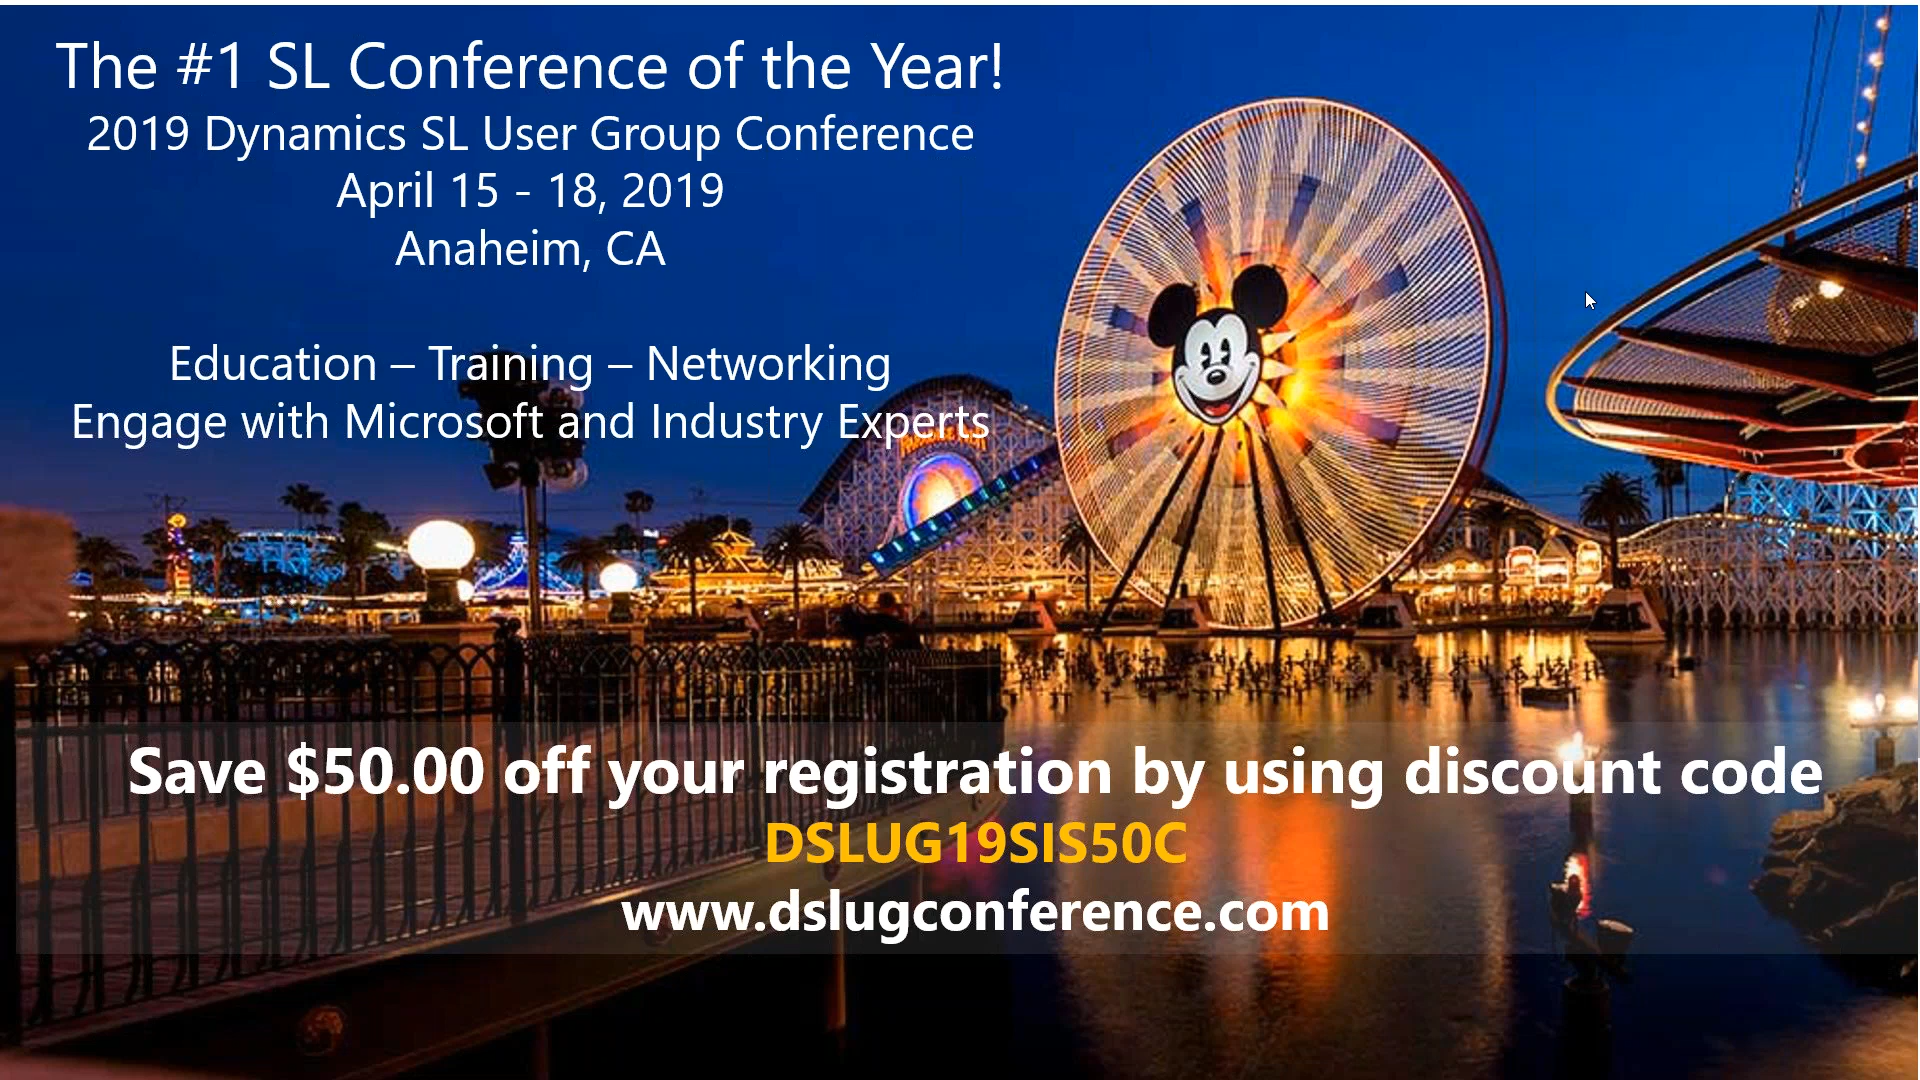 The #1 SL Conference of the Year!
2019 Dynamics SL User Group Conference
April 15 - 18, 2019
Anaheim, CA
Education – Training – Networking
Engage with Microsoft and Industry Experts
Save $50.00 off your registration by using discount code
DSLUG19SIS50C
www.dslugconference.com